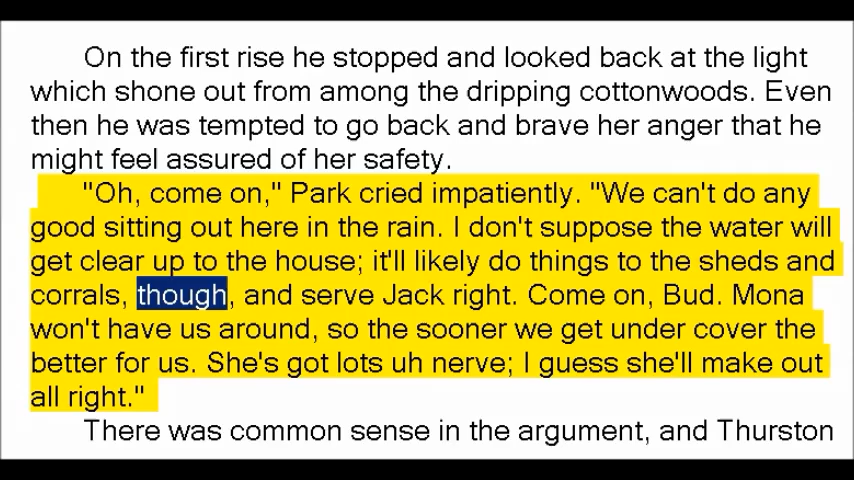 On the first rise he stopped and looked back at the light
which shone out from among the dripping cottonwoods. Even
then he was tempted to go back and brave her anger that he
might feel assured of her safety.
"Oh, come on," Park cried impatiently. "We can't do any
good sitting out here in the rain. I don't suppose the water will
get clear up to the house; it'll likely do things to the sheds and
corrals, though, and serve Jack right. Come on, Bud. Mona
won't have us around, so the sooner we get under cover the
better for us. She's got lots uh nerve; I guess she'll make out
all right."
There was common sense in the argument, and Thurston